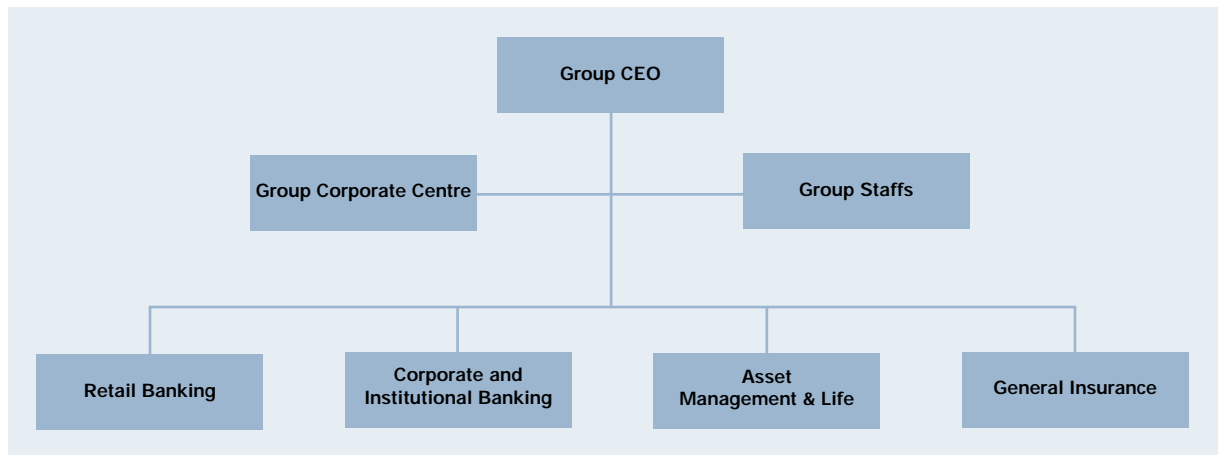 Group CEO
Group Corporate Centre
Group Staffs
Retail Banking
Corporate and
Institutional Banking
Asset
Management & Life
General Insurance